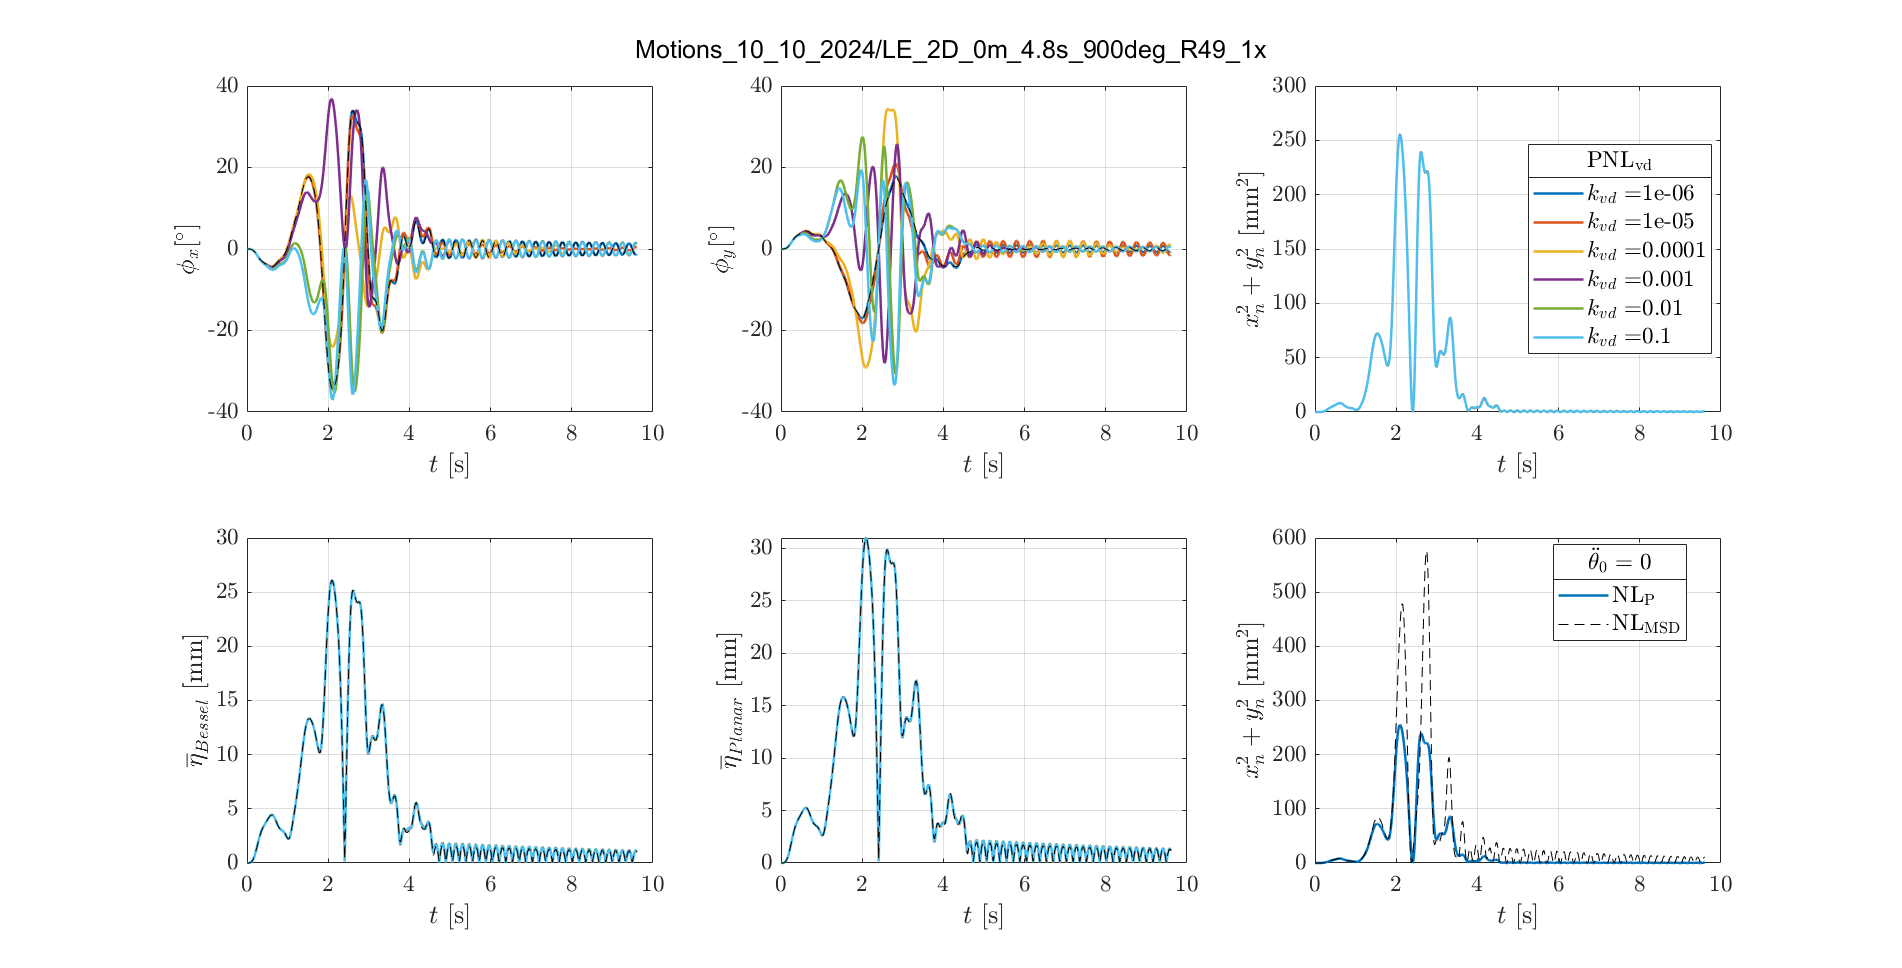 Motions_10_10_2024/LE_2D_0m_4.8s_900deg_R49_1x
40
20
0
-20
-40
ϕx[°]
0 2 4 6 8 10
t [s]
40
20
0
-20
-40
ϕy[°]
0 2 4 6 8 10
t [s]
300
250
200
150
100
50
0
x²n + y²n [mm²]
0 2 4 6 8 10
t [s]
PNLvd
kvd =1e-06
kvd =1e-05
kvd =0.0001
kvd =0.001
kvd =0.01
kvd =0.1
30
25
20
15
10
5
0
η̅Bessel [mm]
0 2 4 6 8 10
t [s]
30
25
20
15
10
5
0
η̅Planar [mm]
0 2 4 6 8 10
t [s]
600
500
400
300
200
100
0
x²n + y²n [mm²]
0 2 4 6 8 10
t [s]
θ̈0 = 0
NLP
NLMSD